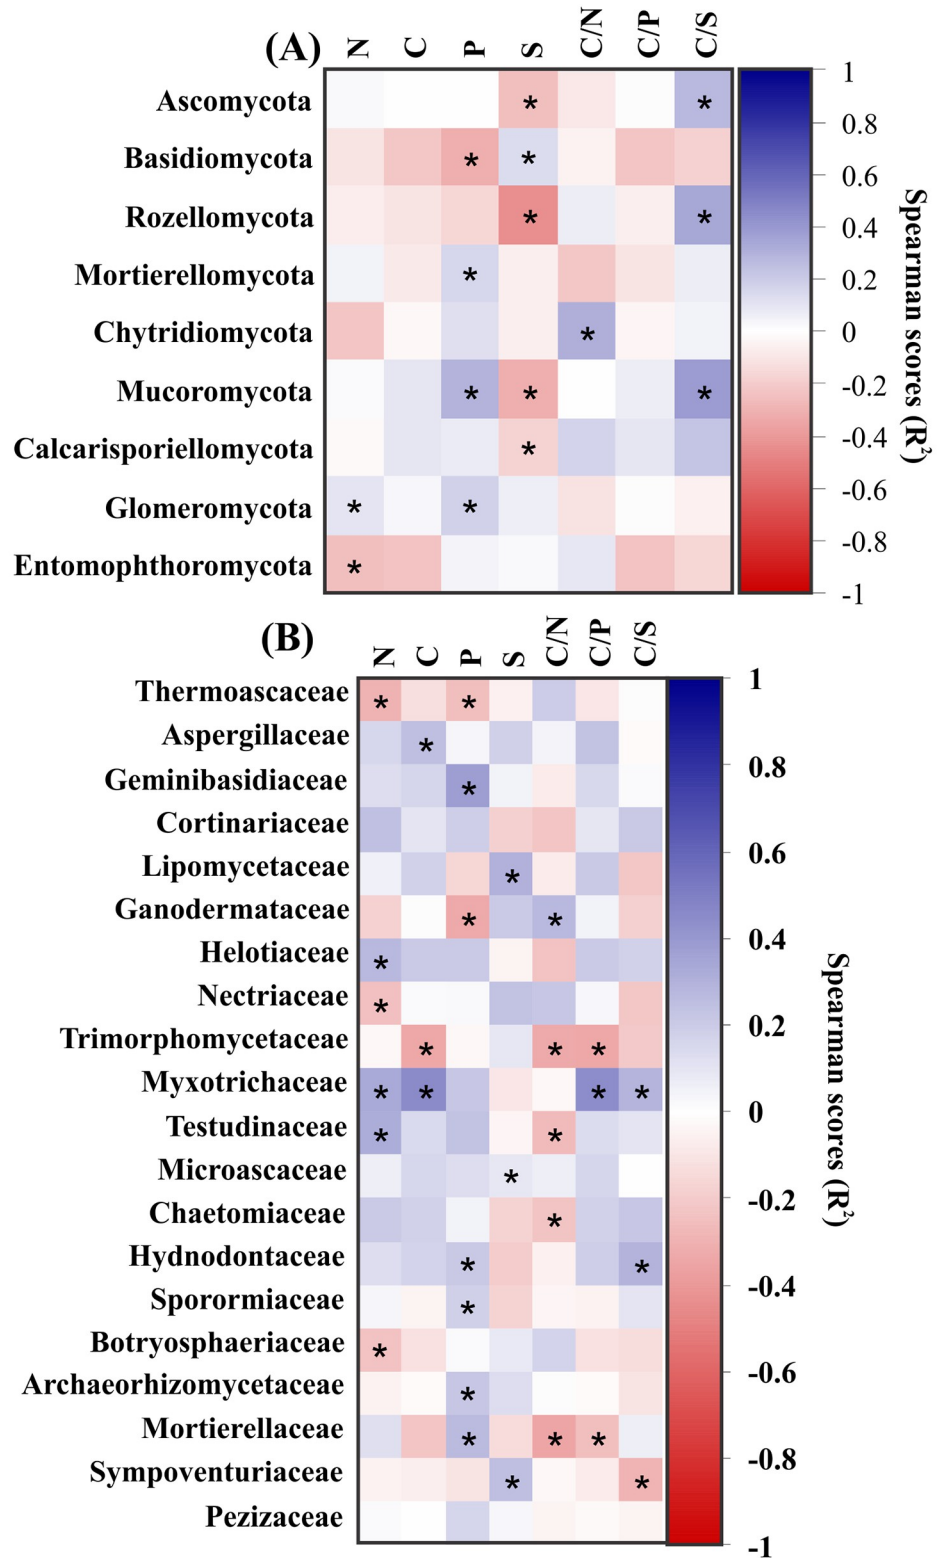 (A) N C P S C/N C/P C/S
Ascomycota * *
Basidiomycota * *
Rozellomycota * *
Mortierellomycota *
Chytridiomycota *
Mucoromycota * * *
Calcarisporiellomycota *
Glomeromycota * *
Entomophthoromycota *
1
0.8
0.6
0.4
0.2
0
-0.2
-0.4
-0.6
-0.8
-1
Spearman scores (R²)
(B) N C P S C/N C/P C/S
Thermoascaceae * *
Aspergillaceae *
Geminibasidiaceae *
Cortinariaceae
Lipomycetaceae *
Ganodermataceae * *
Helotiaceae *
Nectriaceae *
Trimorphomycetaceae * * *
Myxotrichaceae * * * *
Testudinaceae * *
Microascaceae *
Chaetomiaceae *
Hydnodontaceae * *
Sporormiaceae *
Botryosphaeriaceae *
Archaeorhizomycetaceae *
Mortierellaceae * * *
Sympoventuriaceae * *
Pezizaceae
1
0.8
0.6
0.4
0.2
0
-0.2
-0.4
-0.6
-0.8
-1
Spearman scores (R²)